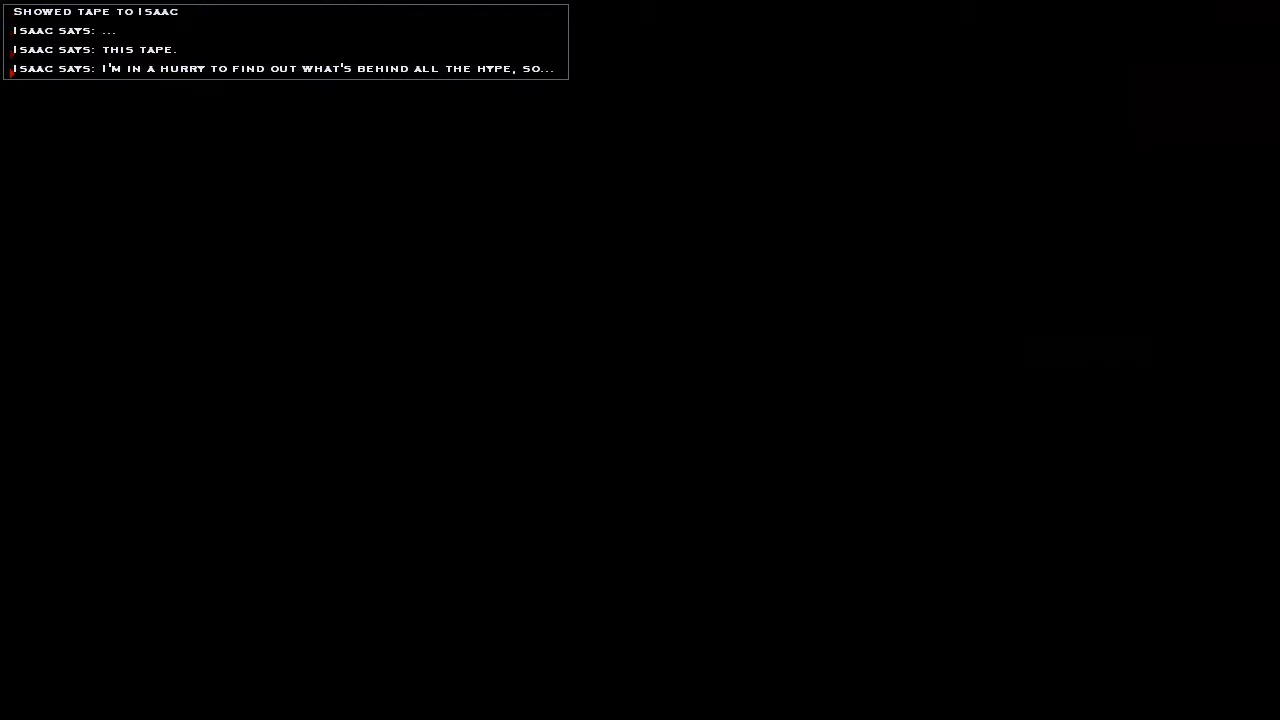 Showed tape to Isaac
Isaac says: ...
Isaac says: this tape.
Isaac says: I'm in a hurry to find out what's behind all the hype, so...